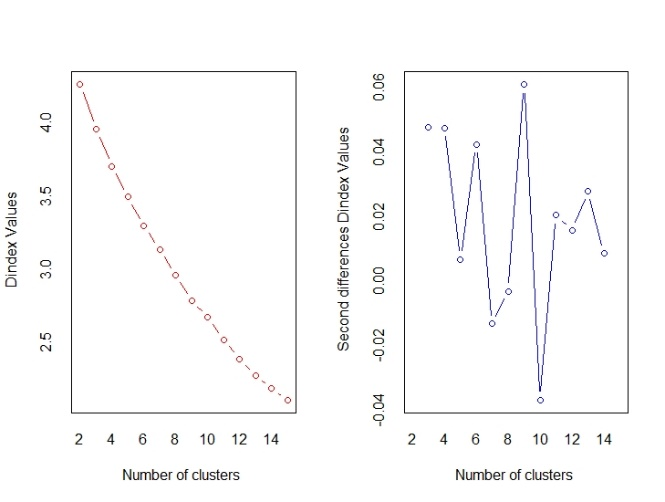 Dindex Values
4.0
3.5
3.0
2.5
2 4 6 8 10 12 14
Number of clusters
Second differences Dindex Values
0.06
0.04
0.02
0.00
-0.02
-0.04
2 4 6 8 10 12 14
Number of clusters